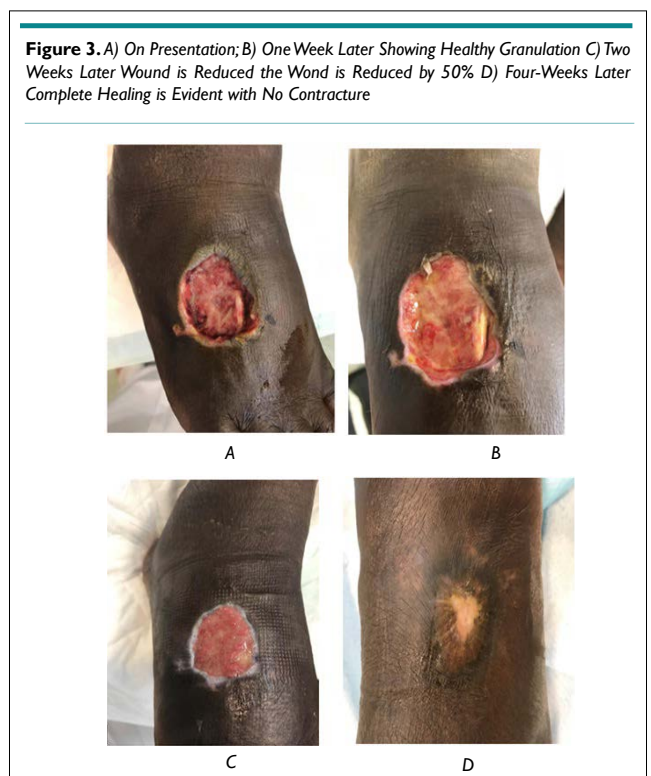 Figure 3. A) On Presentation; B) One Week Later Showing Healthy Granulation C) Two
Weeks Later Wound is Reduced the Wond is Reduced by 50% D) Four-Weeks Later
Complete Healing is Evident with No Contracture
A
B
C
D